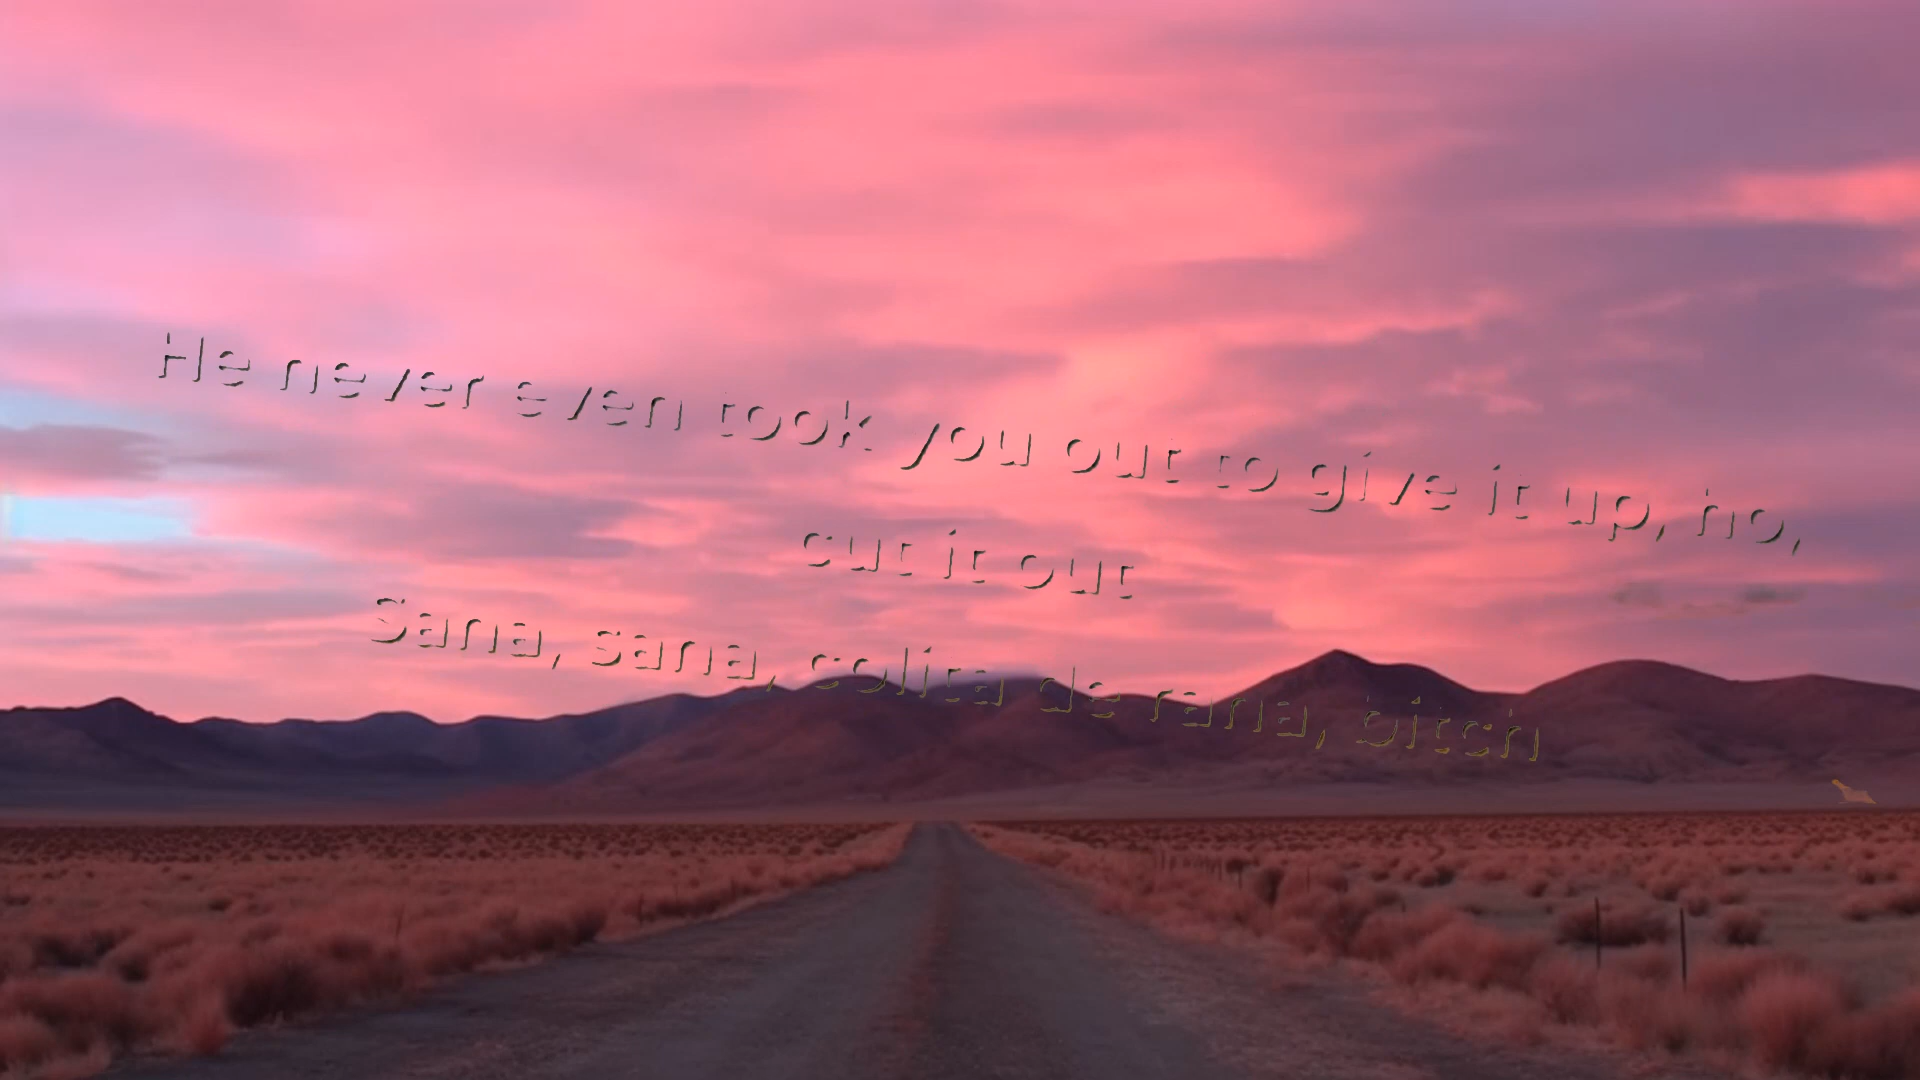 He never even took you out to give it up, ho,
cut it out
Sana, sana, colita de rana, bitch